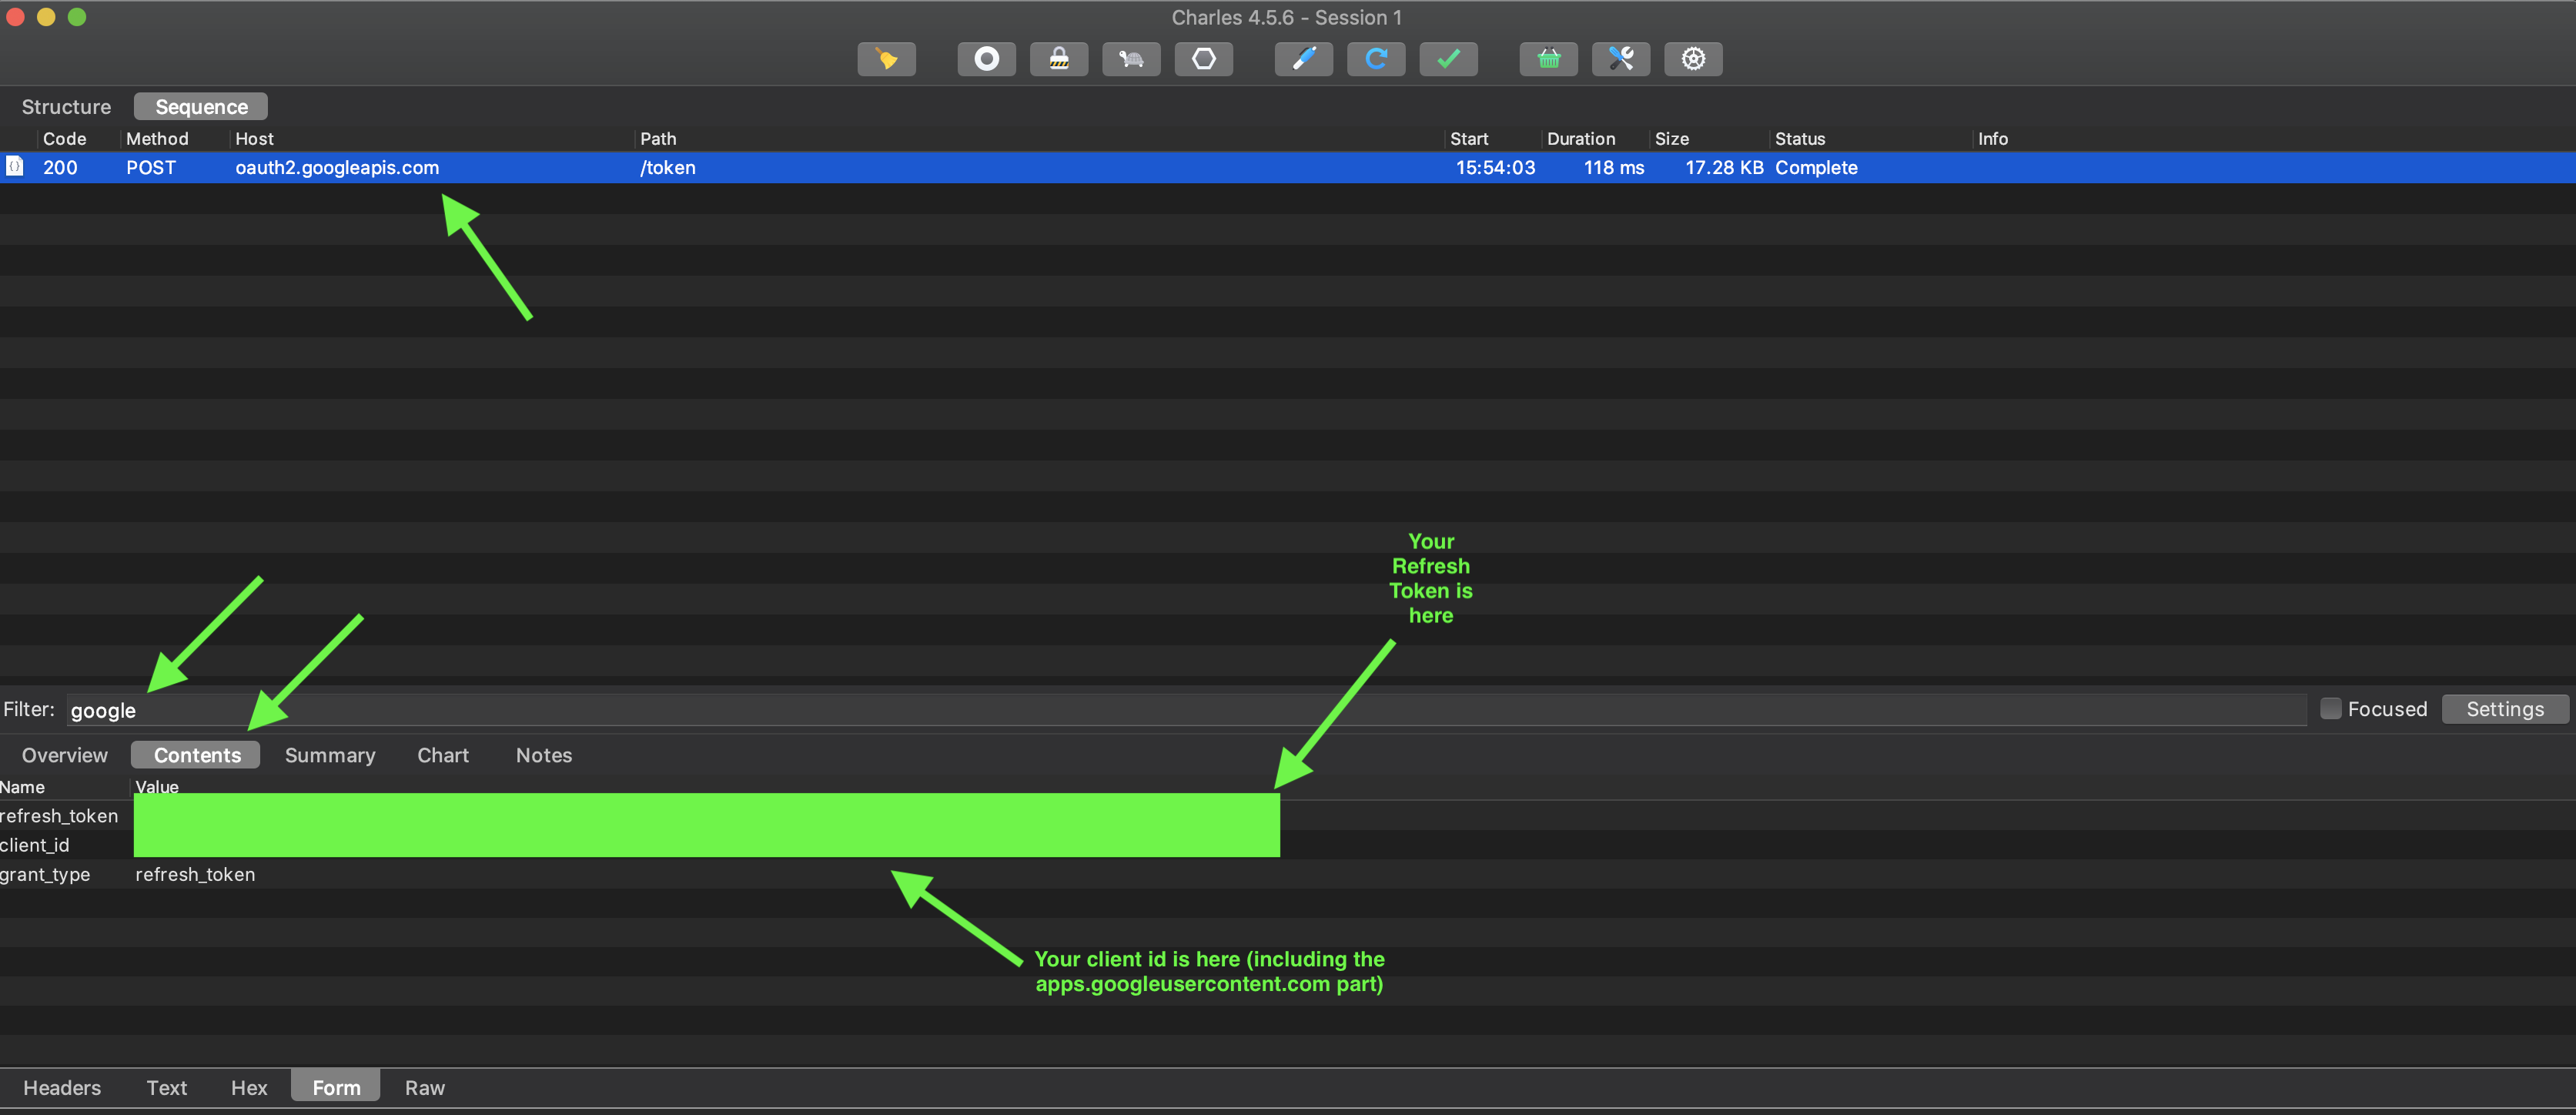 Charles 4.5.6 - Session 1
Structure Sequence
Code Method Host Path Start Duration Size Status Info
200 POST oauth2.googleapis.com /token 15:54:03 118 ms 17.28 KB Complete
Your
Refresh
Token is
here
Filter: google Focused Settings
Overview Contents Summary Chart Notes
Name Value
refresh_token
client_id
grant_type refresh_token
Your client id is here (including the
apps.googleusercontent.com part)
Headers Text Hex Form Raw